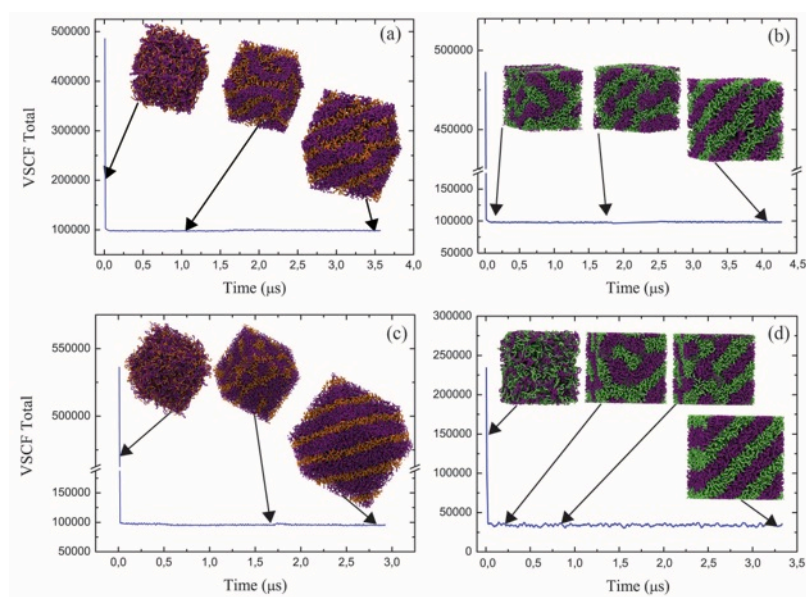 (a)
VSCF Total
500000
400000
300000
200000
100000
0,0 0,5 1,0 1,5 2,0 2,5 3,0 3,5 4,0
Time (μs)
(b)
500000
450000
150000
100000
50000
0,0 0,5 1,0 1,5 2,0 2,5 3,0 3,5 4,0 4,5
Time (μs)
(c)
VSCF Total
550000
500000
150000
100000
50000
0,0 0,5 1,0 1,5 2,0 2,5 3,0
Time (μs)
(d)
300000
250000
200000
150000
100000
50000
0
0,0 0,5 1,0 1,5 2,0 2,5 3,0 3,5
Time (μs)